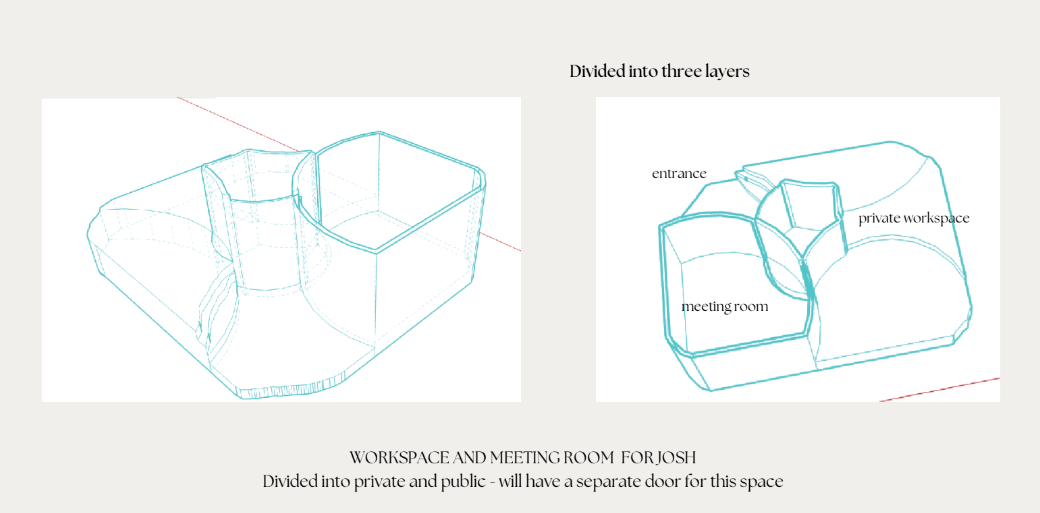 Divided into three layers
entrance
private workspace
meeting room
WORKSPACE AND MEETING ROOM FOR JOSH
Divided into private and public - will have a separate door for this space